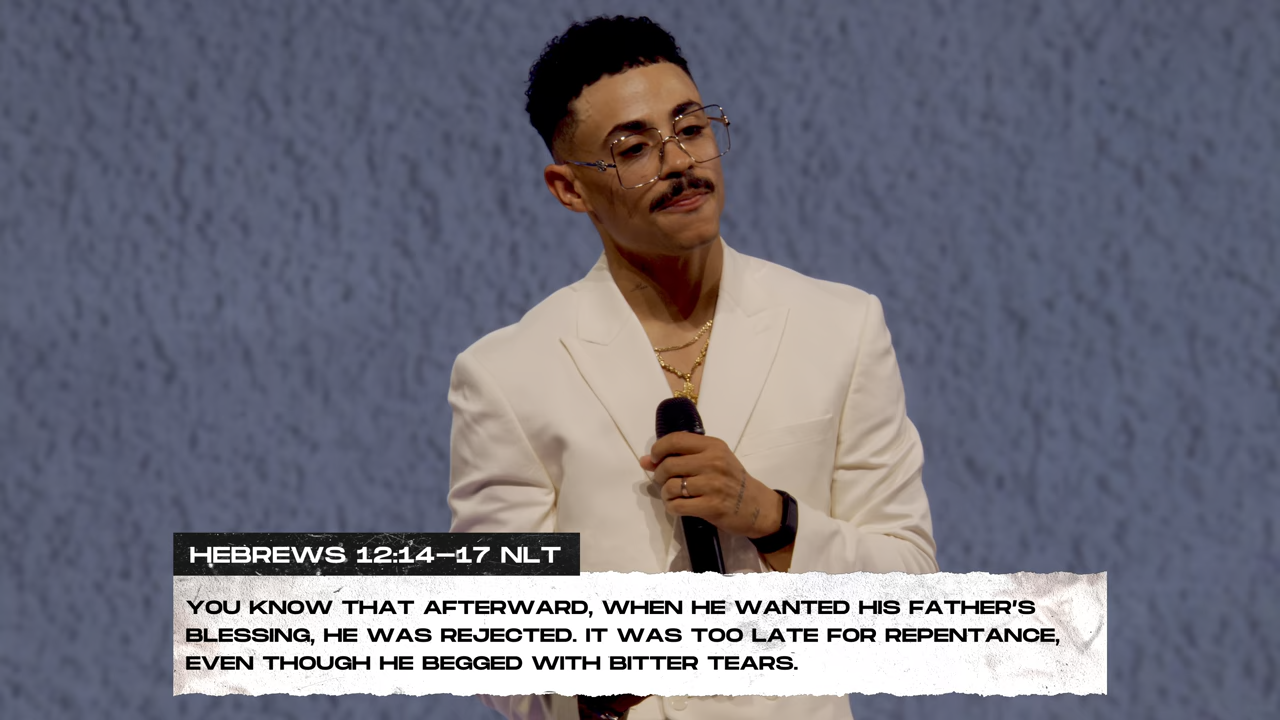 HEBREWS 12:14–17 NLT
YOU KNOW THAT AFTERWARD, WHEN HE WANTED HIS FATHER'S
BLESSING, HE WAS REJECTED. IT WAS TOO LATE FOR REPENTANCE,
EVEN THOUGH HE BEGGED WITH BITTER TEARS.